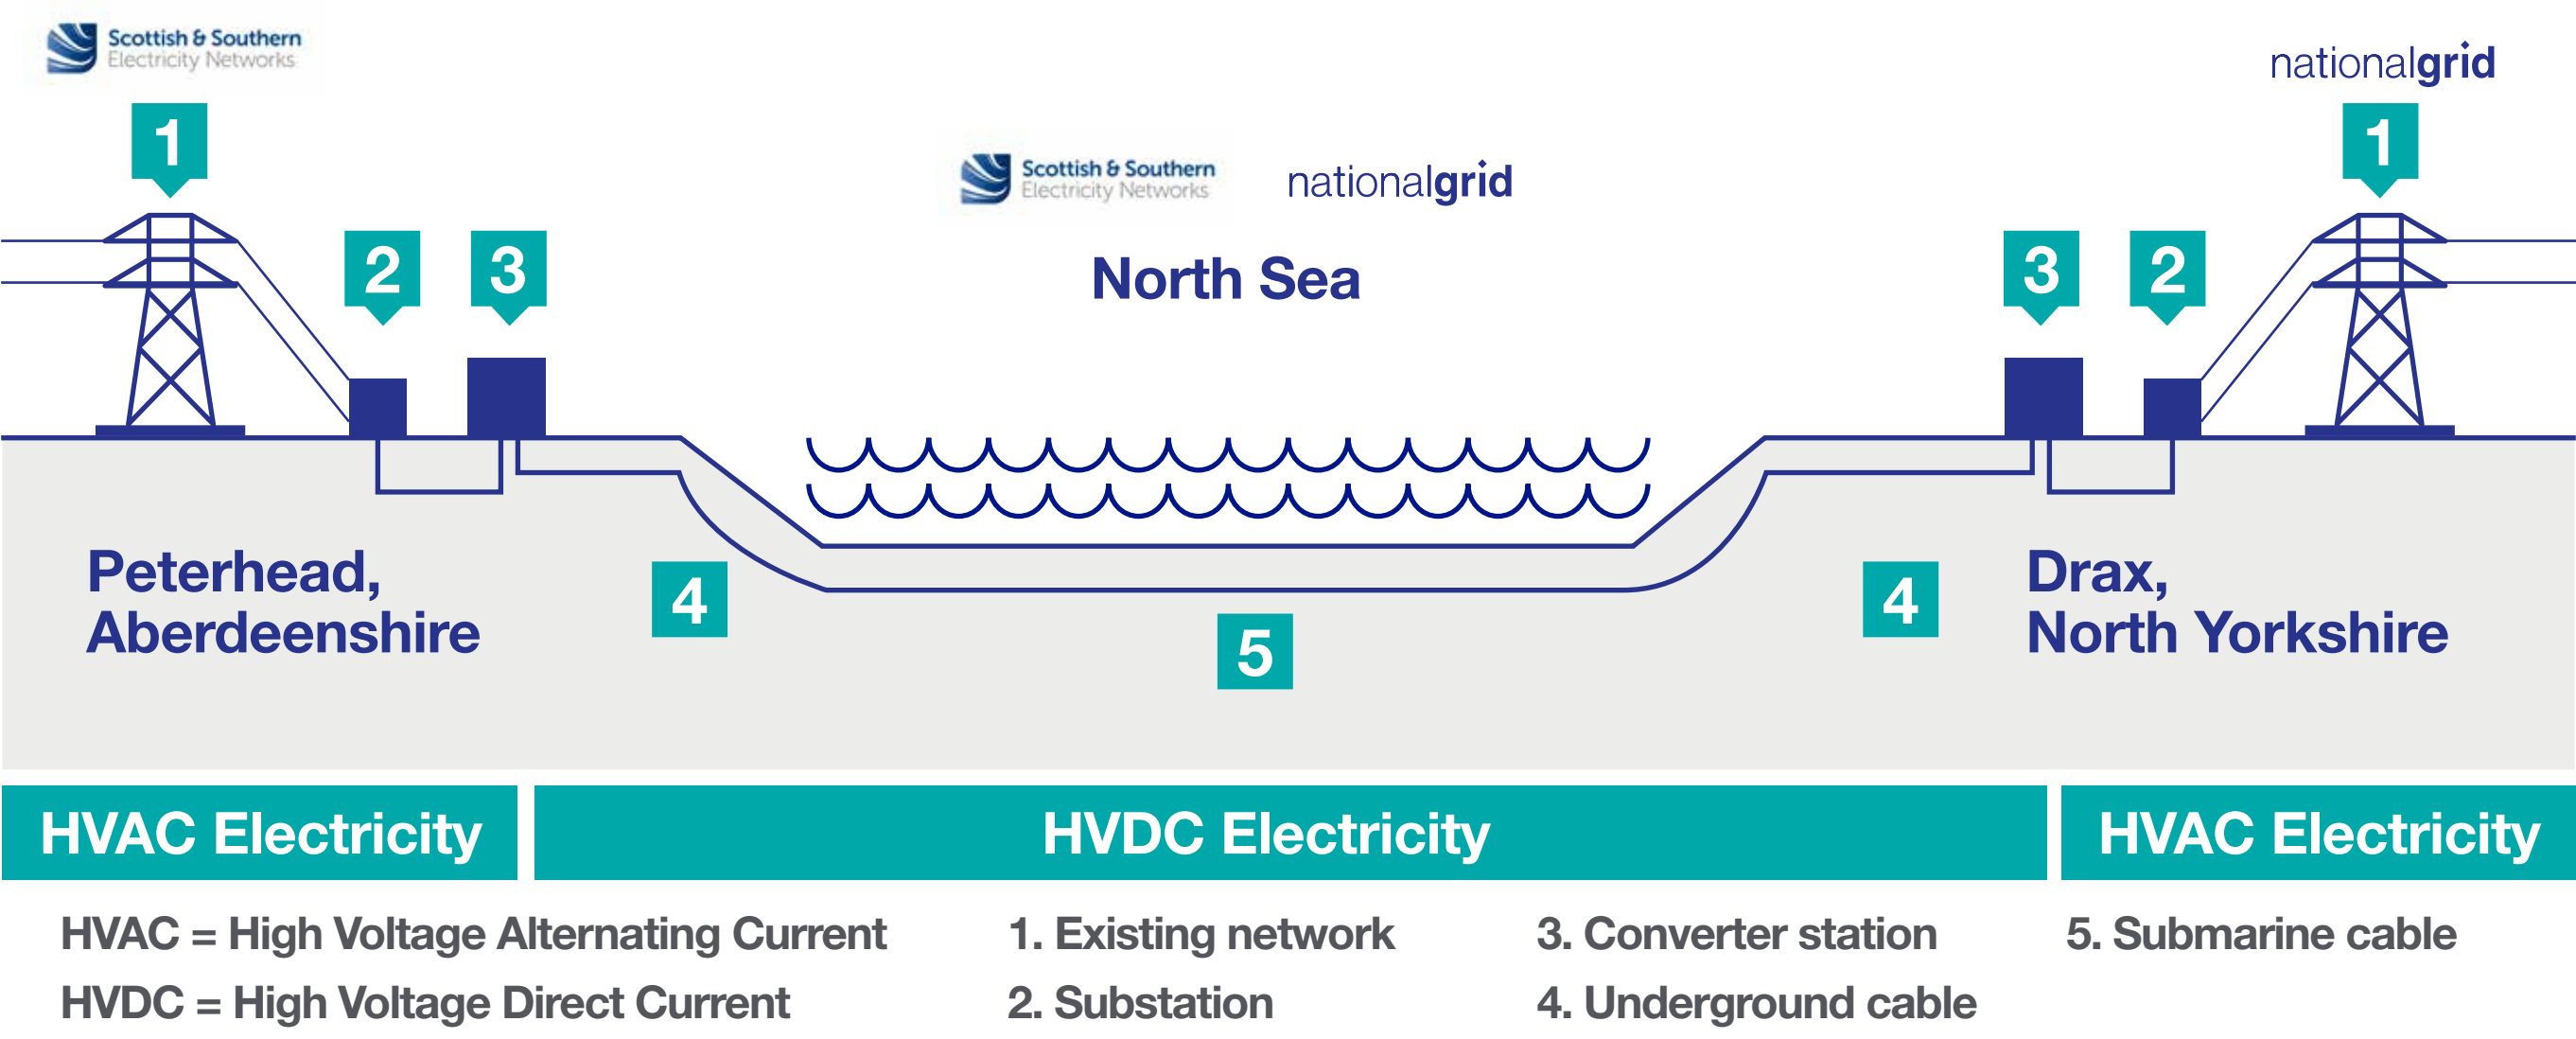 Scottish & Southern
Electricity Networks
nationalgrid
1
1
Scottish & Southern
Electricity Networks
nationalgrid
2
3
North Sea
3
2
Peterhead,
Aberdeenshire
4
5
4
Drax,
North Yorkshire
HVAC Electricity
HVDC Electricity
HVAC Electricity
HVAC = High Voltage Alternating Current
HVDC = High Voltage Direct Current
1. Existing network
2. Substation
3. Converter station
4. Underground cable
5. Submarine cable